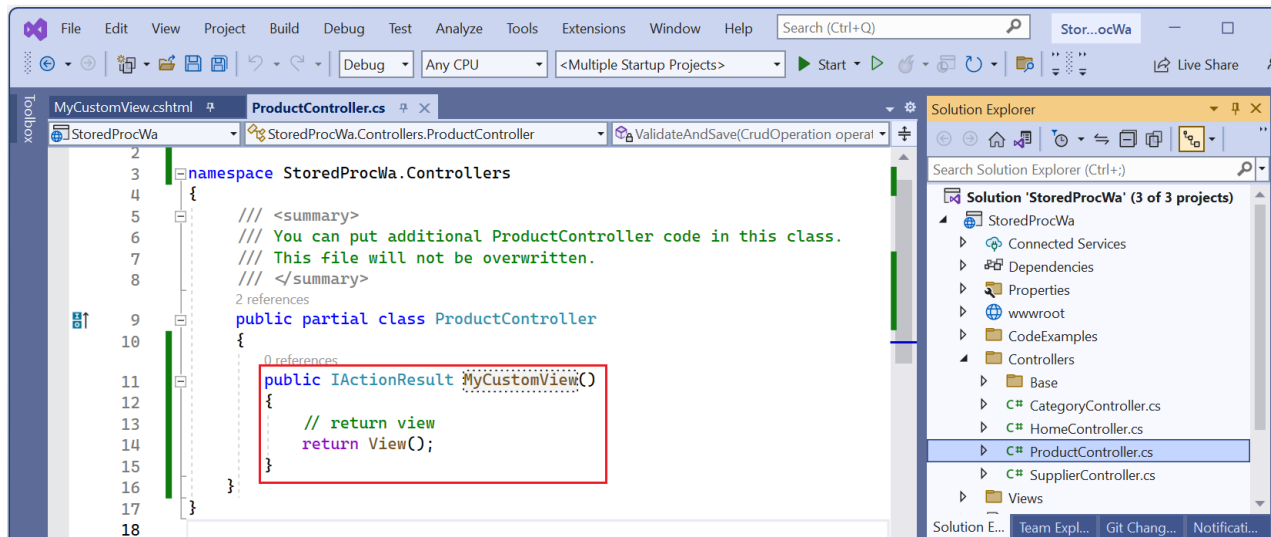 File Edit View Project Build Debug Test Analyze Tools Extensions Window Help Search (Ctrl+Q) Stor...ocWa
Debug Any CPU <Multiple Startup Projects> Start Live Share
Toolbox
MyCustomView.cshtml ProductController.cs
StoredProcWa StoredProcWa.Controllers.ProductController ValidateAndSave(CrudOperation operat
2
3 namespace StoredProcWa.Controllers
4 {
5 /// <summary>
6 /// You can put additional ProductController code in this class.
7 /// This file will not be overwritten.
8 /// </summary>
2 references
9 public partial class ProductController
10 {
0 references
11 public IActionResult MyCustomView()
12 {
13 // return view
14 return View();
15 }
16 }
17 }
18
Solution Explorer
Search Solution Explorer (Ctrl+;)
Solution 'StoredProcWa' (3 of 3 projects)
StoredProcWa
Connected Services
Dependencies
Properties
wwwroot
CodeExamples
Controllers
Base
C# CategoryController.cs
C# HomeController.cs
C# ProductController.cs
C# SupplierController.cs
Views
Solution E... Team Expl... Git Chang... Notificati...